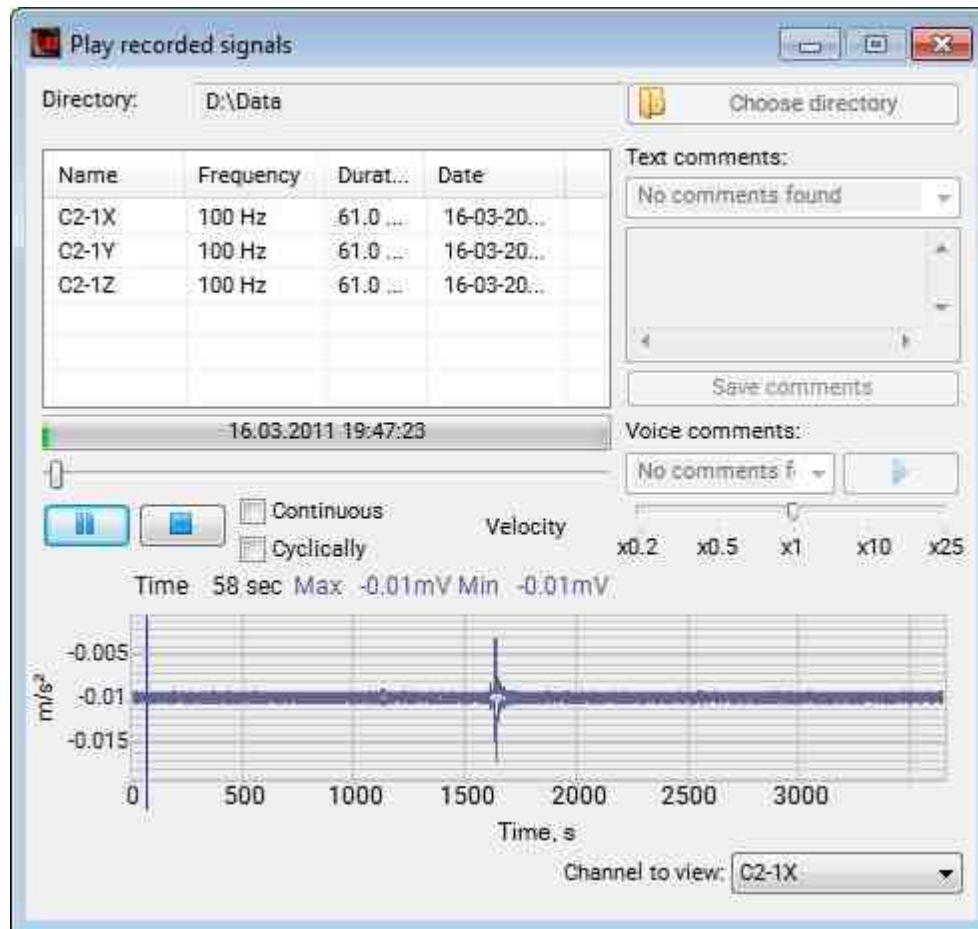 Play recorded signals
Directory: D:\Data Choose directory
Text comments:
Name Frequency Durat... Date
No comments found
C2-1X 100 Hz 61.0 ... 16-03-20...
C2-1Y 100 Hz 61.0 ... 16-03-20...
C2-1Z 100 Hz 61.0 ... 16-03-20...
Save comments
16.03.2011 19:47:23
Voice comments:
No comments f
Continuous
Cyclically
Velocity
x0.2 x0.5 x1 x10 x25
Time 58 sec Max -0.01mV Min -0.01mV
-0.005
-0.01
-0.015
m/s²
0 500 1000 1500 2000 2500 3000
Time, s
Channel to view: C2-1X